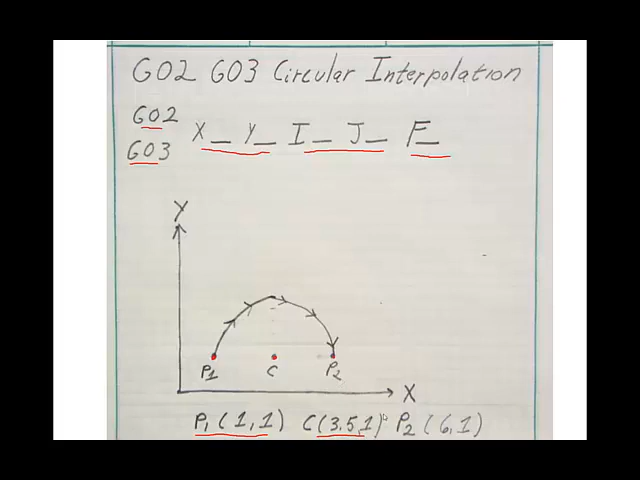 G02 G03 Circular Interpolation
G02
G03
X_ Y_ I_ J_ F_
Y
P1 C P2
X
P1 (1,1) C(3.5,1) P2 (6,1)